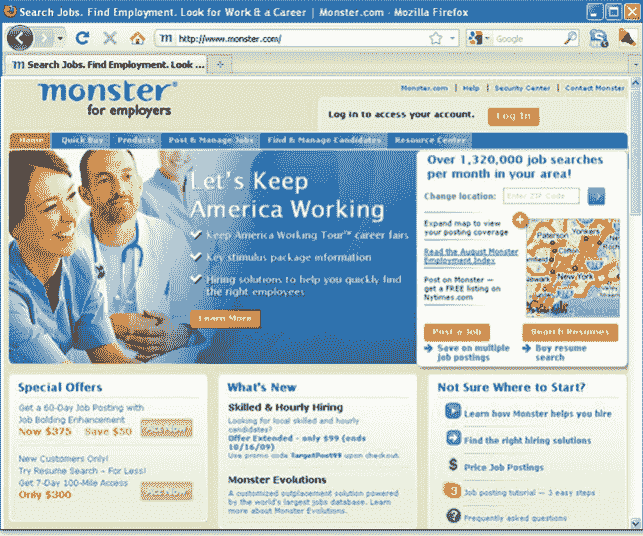 Search Jobs. Find Employment. Look for Work & a Career | Monster.com - Mozilla Firefox
http://www.monster.com/
Google
Search Jobs. Find Employment. Look ...
monster
for employers
Monster.com | Help | Security Center | Contact Monster
Log in to access your account.
Log In
Home
Quick Buy
Products
Post & Manage Jobs
Find & Manage Candidates
Resource Center
Let's Keep
America Working
Keep America Working Tour™ career fairs
Key stimulus package information
Hiring solutions to help you quickly find
the right employees
Learn More
Over 1,320,000 job searches
per month in your area!
Change location:
Enter ZIP Code
Expand map to view
your posting coverage
Read the August Monster
Employment Index
Post on Monster —
get a FREE listing on
Nytimes.com
Paterson
Yonkers
Clifton
New York
Post a Job
Search Resumes
Save on multiple
job postings
Buy resume
search
Special Offers
Get a 60-Day Job Posting with
Job Bolding Enhancement
Now $375 - Save $50
New Customers Only!
Try Resume Search - For Less!
Get 7-Day 100-Mile Access
Only $300
What's New
Skilled & Hourly Hiring
Looking for local skilled and hourly
candidates?
Offer Extended - only $99 (ends
10/16/09)
Use promo code TargetPost99 upon checkout.
Monster Evolutions
A customized outplacement solution powered
by the world's largest jobs database. Learn
more about Monster Evolutions.
Not Sure Where to Start?
Learn how Monster helps you hire
Find the right hiring solutions
$ Price Job Postings
3 Job posting tutorial — 3 easy steps
? Frequently asked questions